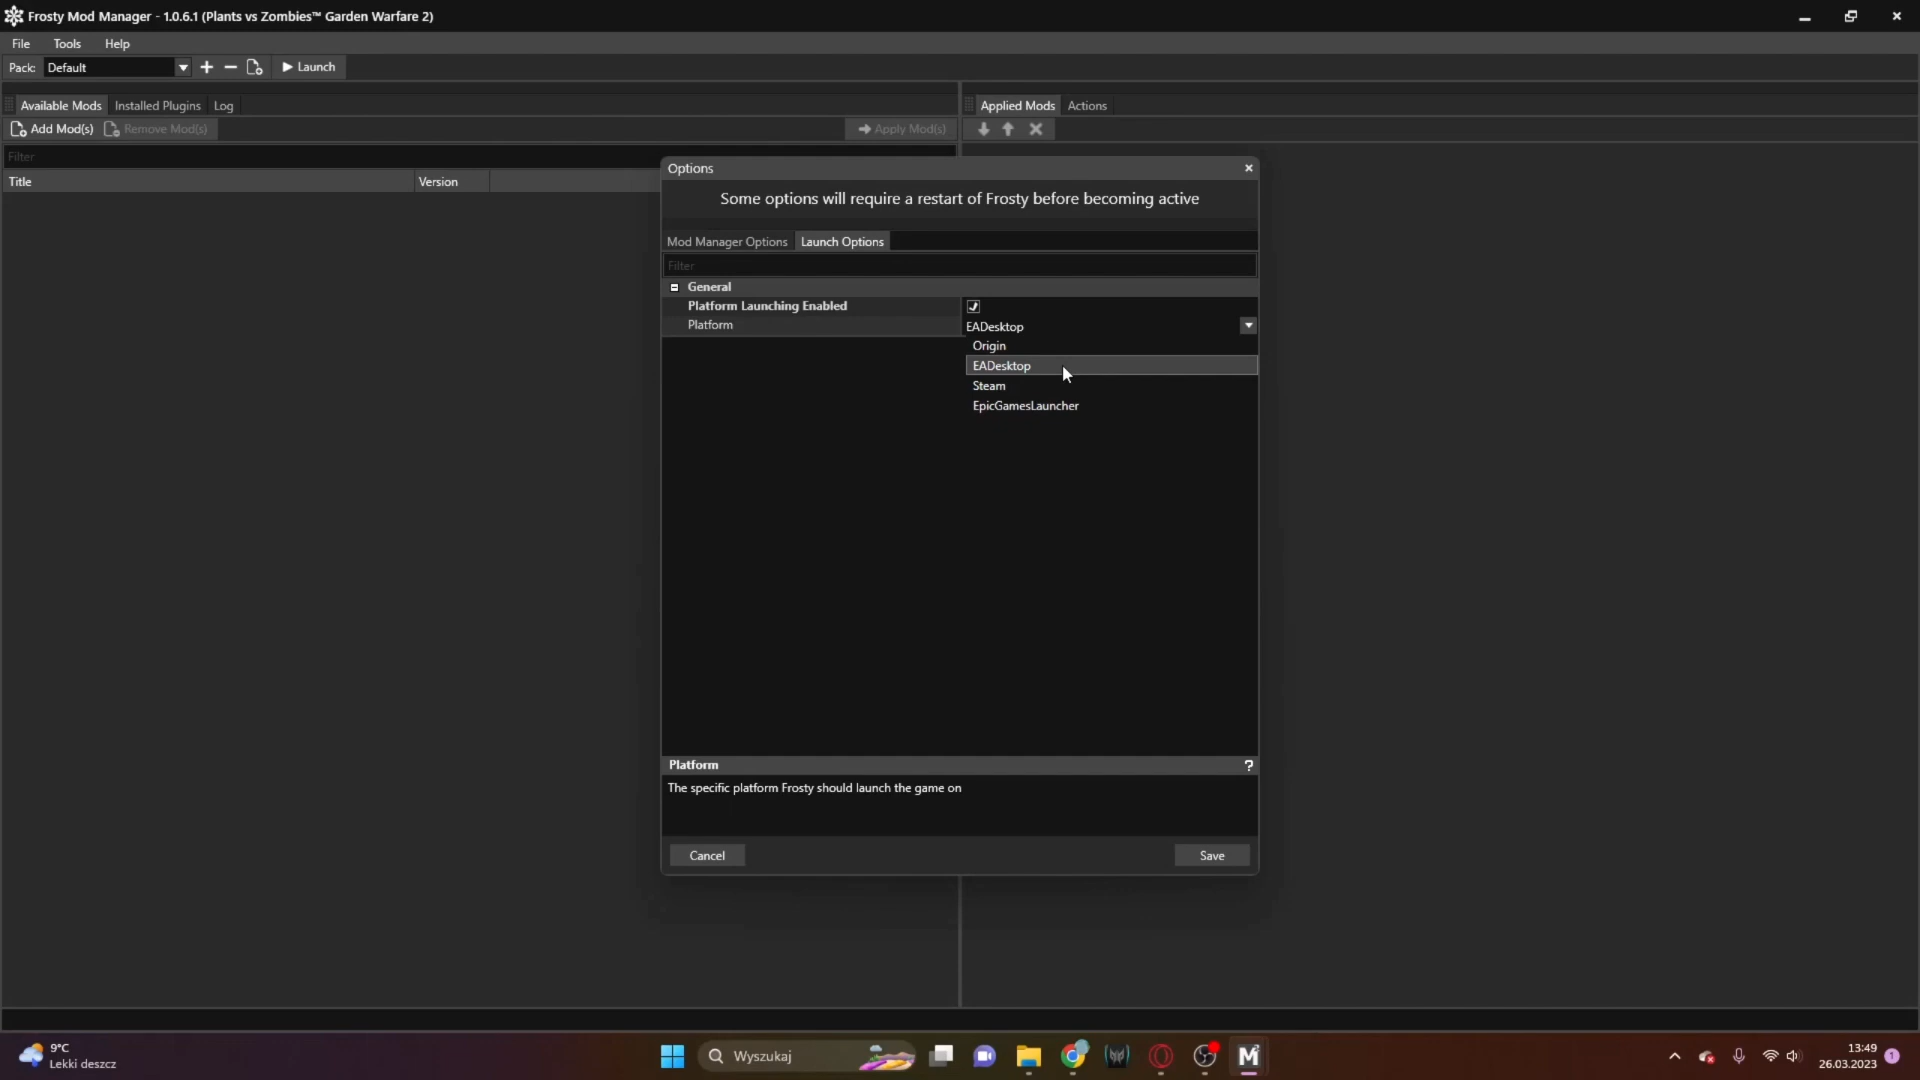 Frosty Mod Manager - 1.0.6.1 (Plants vs Zombies™ Garden Warfare 2)
File Tools Help
Pack: Default Launch
Available Mods Installed Plugins Log
Applied Mods Actions
Add Mod(s) Remove Mod(s) Apply Mod(s)
Filter
Title Version
Options
Some options will require a restart of Frosty before becoming active
Mod Manager Options Launch Options
Filter
General
Platform Launching Enabled
Platform EADesktop
Origin
EADesktop
Steam
EpicGamesLauncher
Platform ?
The specific platform Frosty should launch the game on
Cancel Save
9°C
Lekki deszcz
Wyszukaj
13:49
26.03.2023
1